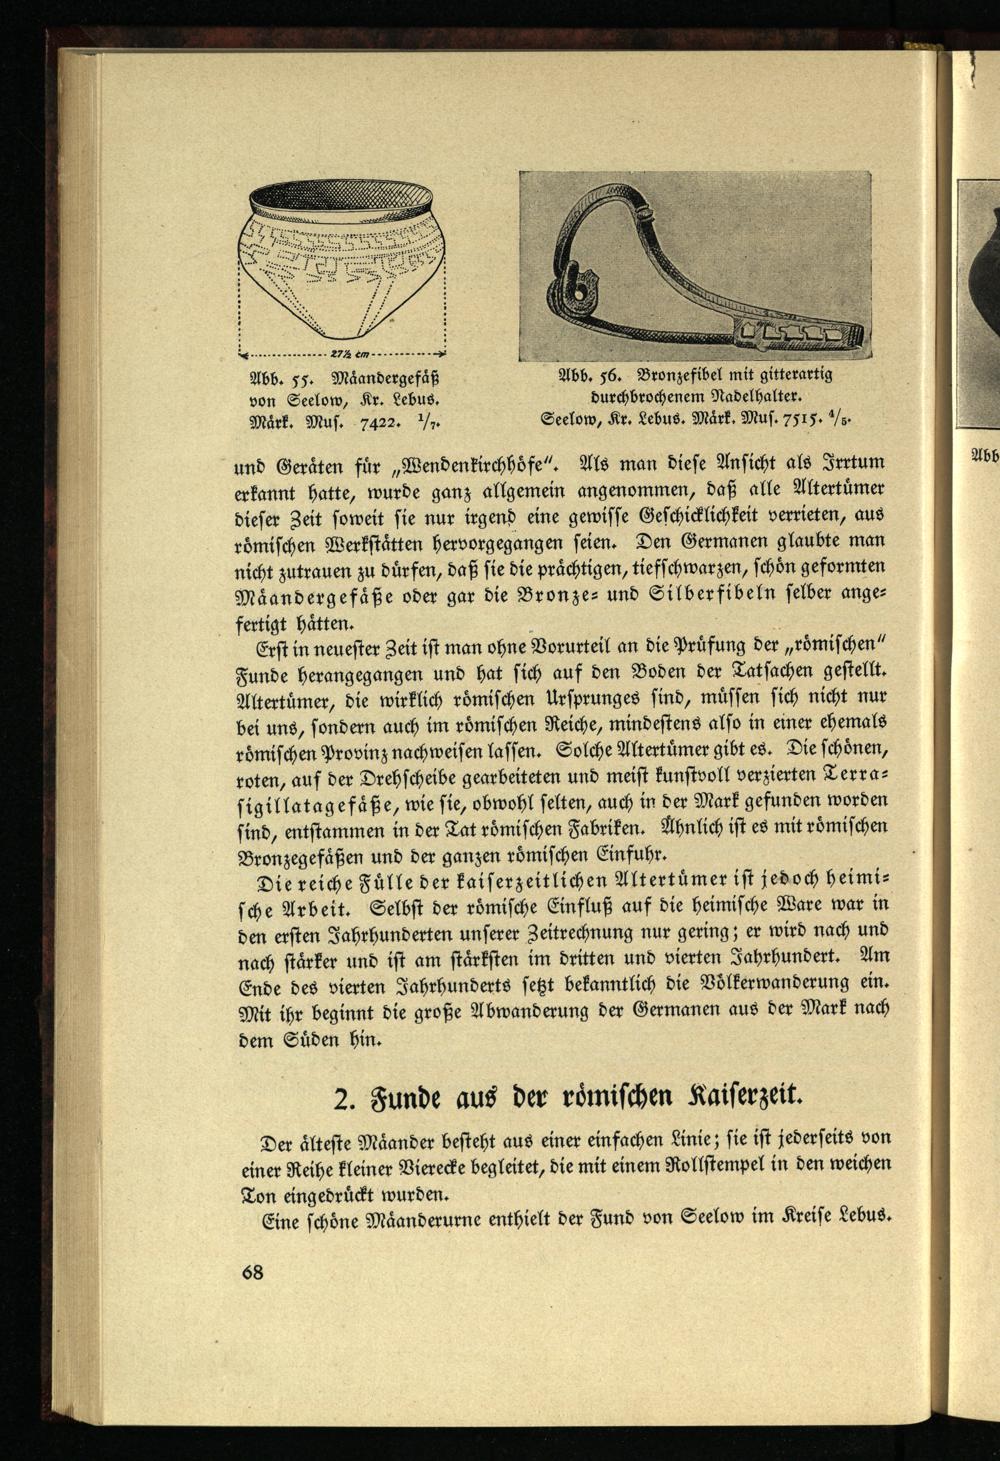 27½ cm
Abb. 55. Mäandergefäß
von Seelow, Kr. Lebus.
Märk. Mus. 7422. 1/7.
Abb. 56. Bronzefibel mit gitterartig
durchbrochenem Nadelhalter.
Seelow, Kr. Lebus. Märk. Mus. 7515. 4/5.
und Geräten für „Wendenkirchhöfe". Als man diese Ansicht als Irrtum
erkannt hatte, wurde ganz allgemein angenommen, daß alle Altertümer
dieser Zeit soweit sie nur irgend eine gewisse Geschicklichkeit verrieten, aus
römischen Werkstätten hervorgegangen seien. Den Germanen glaubte man
nicht zutrauen zu dürfen, daß sie die prächtigen, tiefschwarzen, schön geformten
Mäandergefäße oder gar die Bronze- und Silberfibeln selber ange-
fertigt hätten.
Erst in neuester Zeit ist man ohne Vorurteil an die Prüfung der „römischen"
Funde herangegangen und hat sich auf den Boden der Tatsachen gestellt.
Altertümer, die wirklich römischen Ursprunges sind, müssen sich nicht nur
bei uns, sondern auch im römischen Reiche, mindestens also in einer ehemals
römischen Provinz nachweisen lassen. Solche Altertümer gibt es. Die schönen,
roten, auf der Drehscheibe gearbeiteten und meist kunstvoll verzierten Terra-
sigillatagefäße, wie sie, obwohl selten, auch in der Mark gefunden worden
sind, entstammen in der Tat römischen Fabriken. Ähnlich ist es mit römischen
Bronzegefäßen und der ganzen römischen Einfuhr.
Die reiche Fülle der kaiserzeitlichen Altertümer ist jedoch heimi-
sche Arbeit. Selbst der römische Einfluß auf die heimische Ware war in
den ersten Jahrhunderten unserer Zeitrechnung nur gering; er wird nach und
nach stärker und ist am stärksten im dritten und vierten Jahrhundert. Am
Ende des vierten Jahrhunderts setzt bekanntlich die Völkerwanderung ein.
Mit ihr beginnt die große Abwanderung der Germanen aus der Mark nach
dem Süden hin.
2. Funde aus der römischen Kaiserzeit.
Der älteste Mäander besteht aus einer einfachen Linie; sie ist jederseits von
einer Reihe kleiner Vierecke begleitet, die mit einem Rollstempel in den weichen
Ton eingedrückt wurden.
Eine schöne Mäanderurne enthielt der Fund von Seelow im Kreise Lebus.
68
Abb